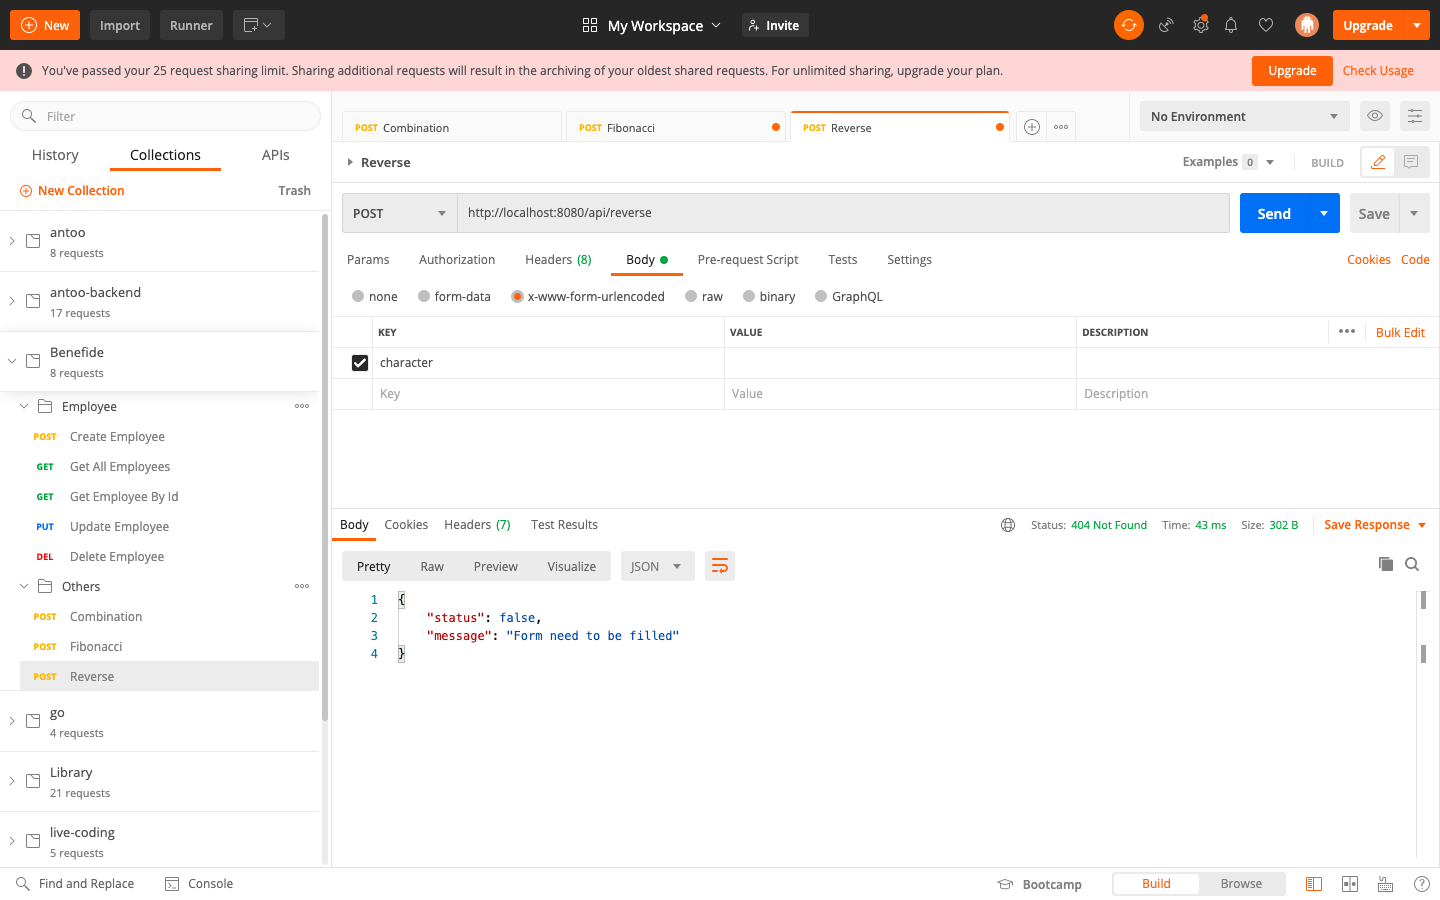 New
Import
Runner
My Workspace
Invite
Upgrade
You've passed your 25 request sharing limit. Sharing additional requests will result in the archiving of your oldest shared requests. For unlimited sharing, upgrade your plan.
Upgrade
Check Usage
Filter
History
Collections
APIs
New Collection
Trash
antoo
8 requests
antoo-backend
17 requests
Benefide
8 requests
Employee
POST Create Employee
GET Get All Employees
GET Get Employee By Id
PUT Update Employee
DEL Delete Employee
Others
POST Combination
POST Fibonacci
POST Reverse
go
4 requests
Library
21 requests
live-coding
5 requests
POST Combination
POST Fibonacci
POST Reverse
No Environment
Reverse
Examples 0
BUILD
POST
http://localhost:8080/api/reverse
Send
Save
Params
Authorization
Headers (8)
Body
Pre-request Script
Tests
Settings
Cookies
Code
none
form-data
x-www-form-urlencoded
raw
binary
GraphQL
KEY
VALUE
DESCRIPTION
Bulk Edit
character
Key
Value
Description
Body
Cookies
Headers (7)
Test Results
Status: 404 Not Found
Time: 43 ms
Size: 302 B
Save Response
Pretty
Raw
Preview
Visualize
JSON
1 {
2 "status": false,
3 "message": "Form need to be filled"
4 }
Find and Replace
Console
Bootcamp
Build
Browse